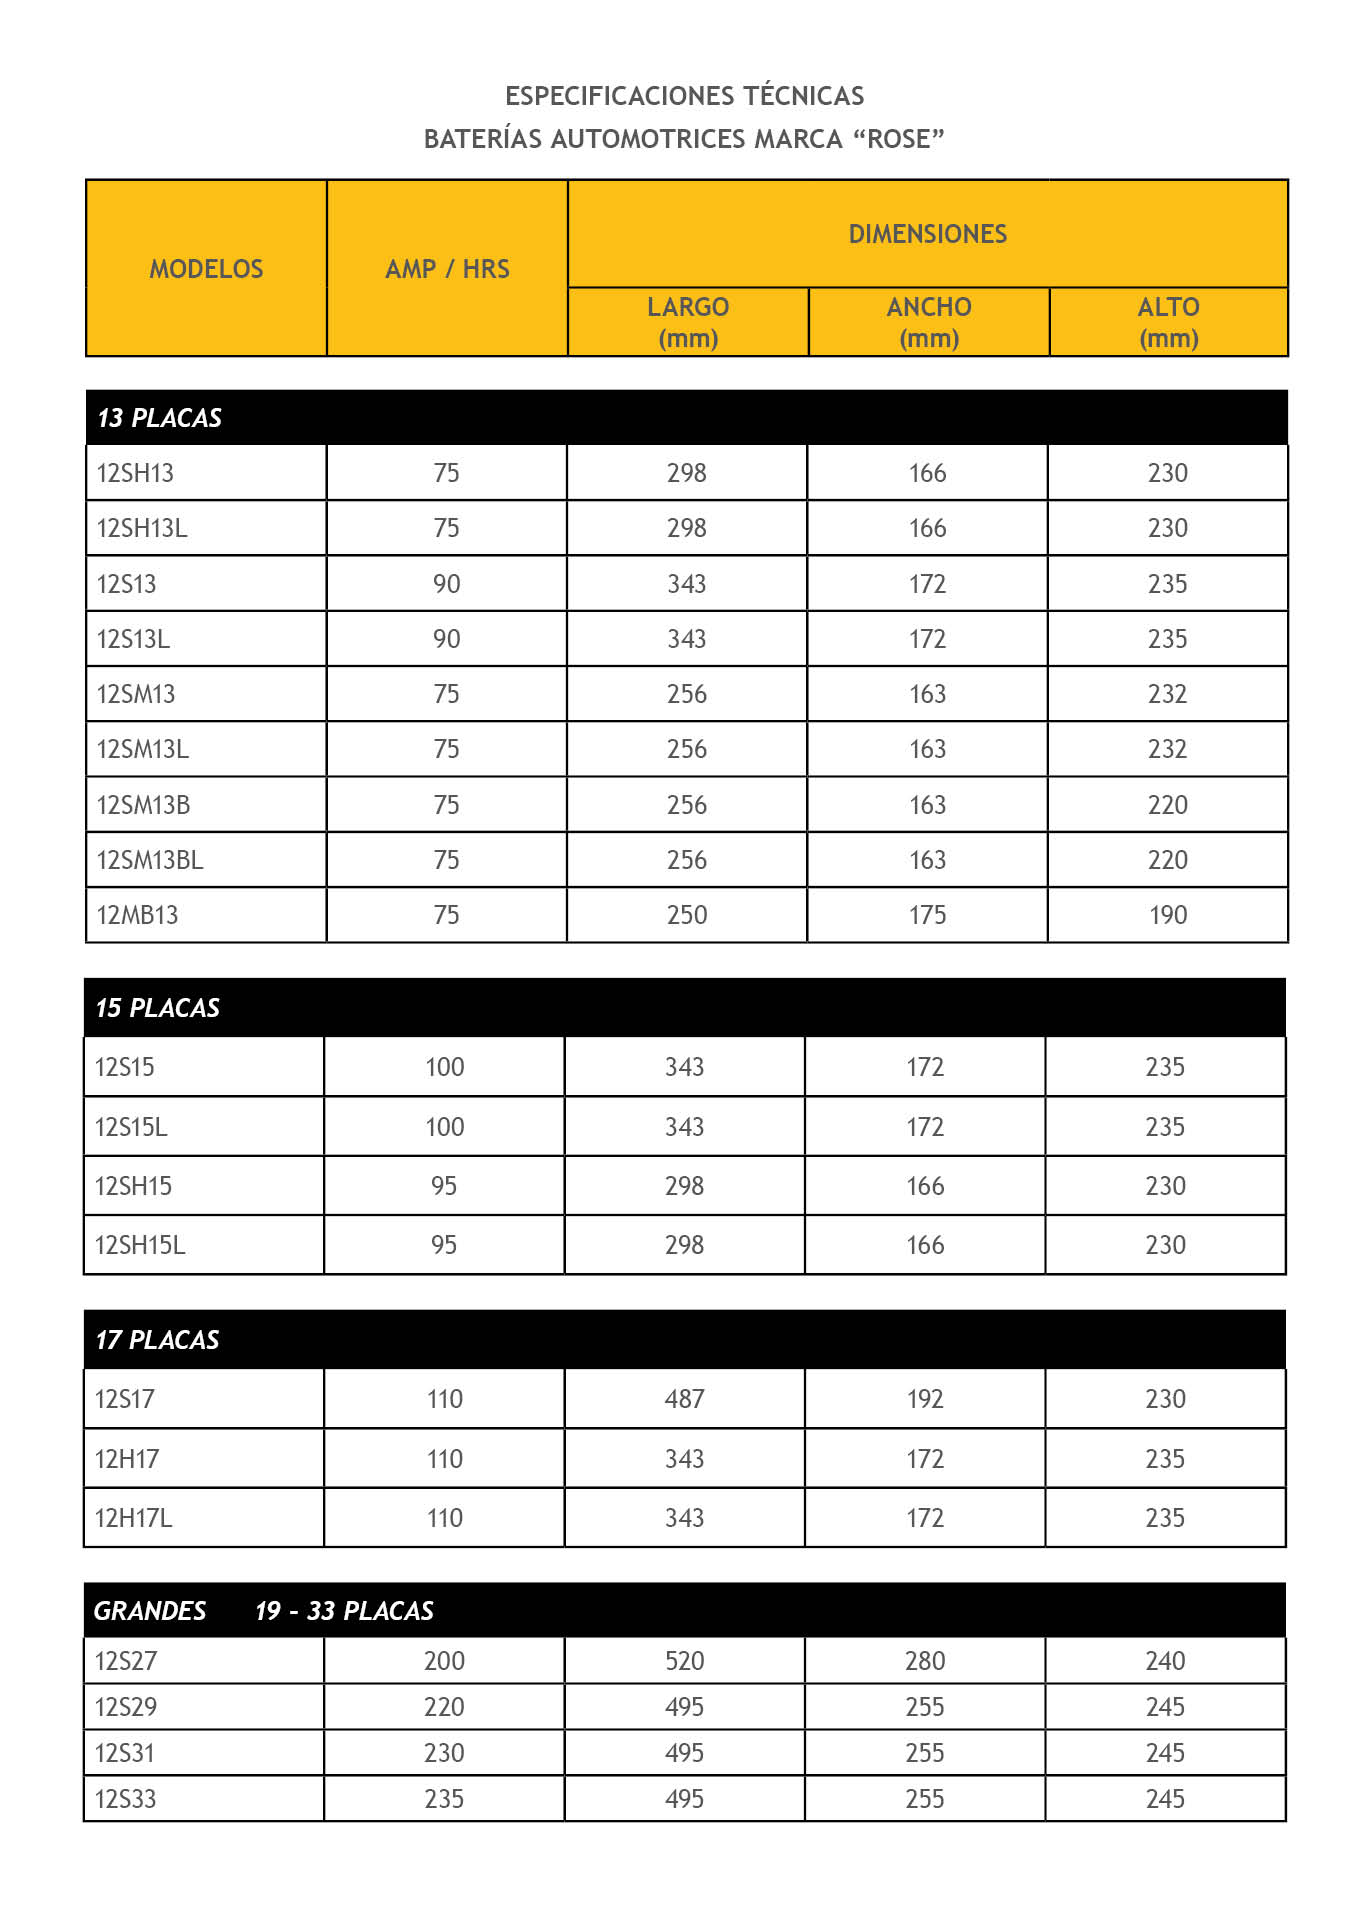 ESPECIFICACIONES TÉCNICAS
BATERÍAS AUTOMOTRICES MARCA “ROSE”
MODELOS AMP / HRS DIMENSIONES
LARGO (mm) ANCHO (mm) ALTO (mm)
13 PLACAS
12SH13 75 298 166 230
12SH13L 75 298 166 230
12S13 90 343 172 235
12S13L 90 343 172 235
12SM13 75 256 163 232
12SM13L 75 256 163 232
12SM13B 75 256 163 220
12SM13BL 75 256 163 220
12MB13 75 250 175 190
15 PLACAS
12S15 100 343 172 235
12S15L 100 343 172 235
12SH15 95 298 166 230
12SH15L 95 298 166 230
17 PLACAS
12S17 110 487 192 230
12H17 110 343 172 235
12H17L 110 343 172 235
GRANDES 19 – 33 PLACAS
12S27 200 520 280 240
12S29 220 495 255 245
12S31 230 495 255 245
12S33 235 495 255 245